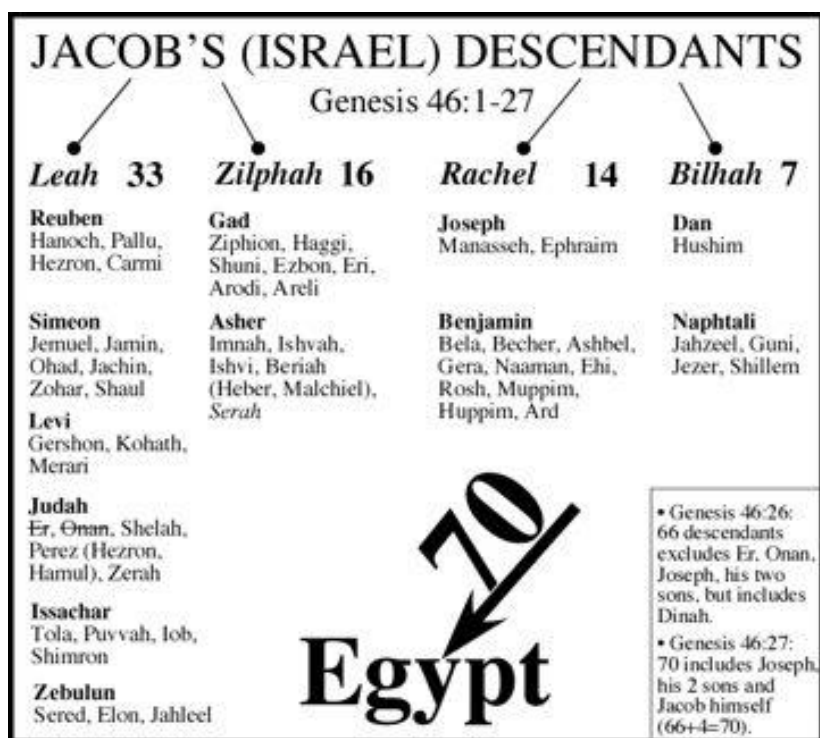 JACOB'S (ISRAEL) DESCENDANTS
Genesis 46:1-27
Leah 33
Reuben
Hanoch, Pallu,
Hezron, Carmi
Simeon
Jemuel, Jamin,
Ohad, Jachin,
Zohar, Shaul
Levi
Gershon, Kohath,
Merari
Judah
Er, Onan, Shelah,
Perez (Hezron,
Hamul), Zerah
Issachar
Tola, Puvvah, Iob,
Shimron
Zebulun
Sered, Elon, Jahleel
Zilphah 16
Gad
Ziphion, Haggi,
Shuni, Ezbon, Eri,
Arodi, Areli
Asher
Imnah, Ishvah,
Ishvi, Beriah
(Heber, Malchiel),
Serah
Rachel 14
Joseph
Manasseh, Ephraim
Benjamin
Bela, Becher, Ashbel,
Gera, Naaman, Ehi,
Rosh, Muppim,
Huppim, Ard
Bilhah 7
Dan
Hushim
Naphtali
Jahzeel, Guni,
Jezer, Shillem
70
Egypt
• Genesis 46:26:
66 descendants
excludes Er, Onan,
Joseph, his two
sons, but includes
Dinah.
• Genesis 46:27:
70 includes Joseph,
his 2 sons and
Jacob himself
(66+4=70).